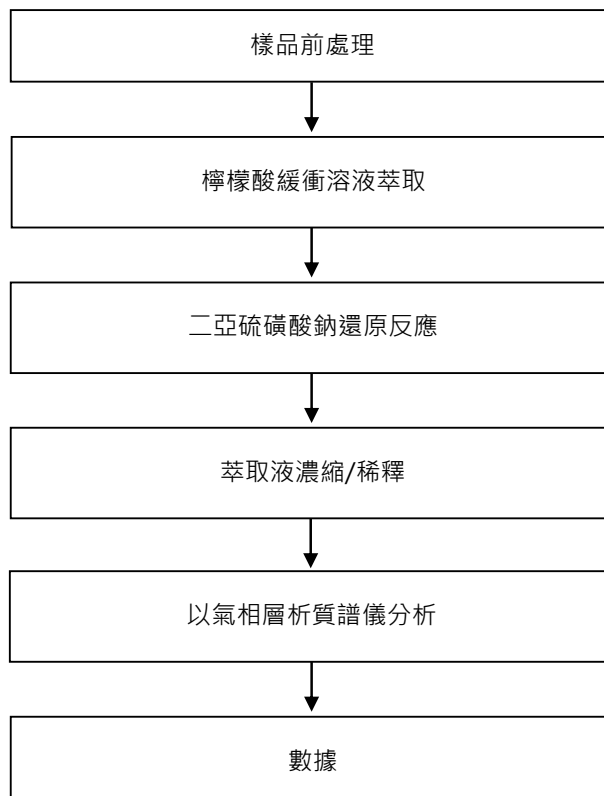 樣品前處理
檸檬酸緩衝溶液萃取
二亞硫磺酸鈉還原反應
萃取液濃縮/稀釋
以氣相層析質譜儀分析
數據